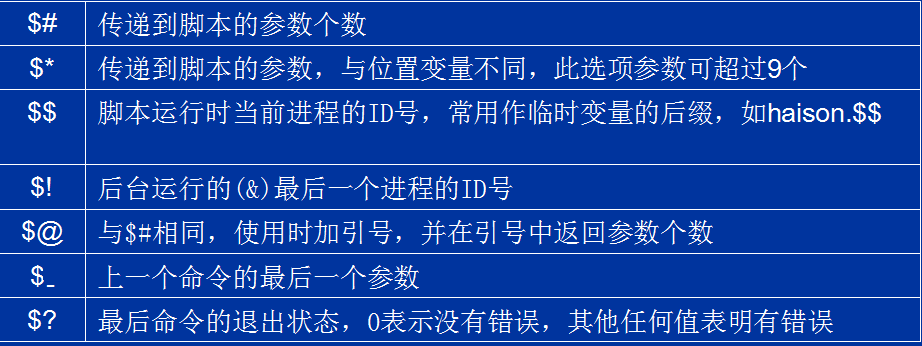 $# 传递到脚本的参数个数
$* 传递到脚本的参数，与位置变量不同，此选项参数可超过9个
$$ 脚本运行时当前进程的ID号，常用作临时变量的后缀，如haison.$$
$! 后台运行的(&)最后一个进程的ID号
$@ 与$#相同，使用时加引号，并在引号中返回参数个数
$_ 上一个命令的最后一个参数
$? 最后命令的退出状态，0表示没有错误，其他任何值表明有错误